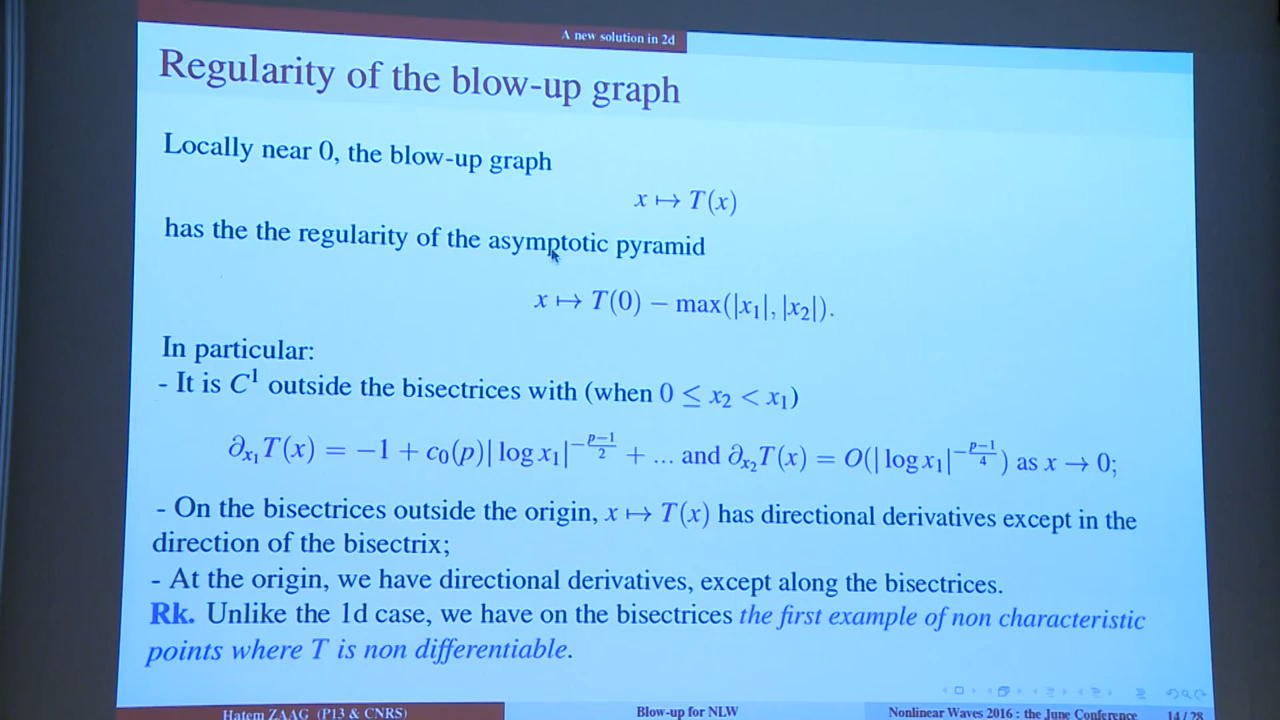 A new solution in 2d
Regularity of the blow-up graph
Locally near 0, the blow-up graph
x ↦ T(x)
has the the regularity of the asymptotic pyramid
x ↦ T(0) − max(|x₁|, |x₂|).
In particular:
- It is C¹ outside the bisectrices with (when 0 ≤ x₂ < x₁)
∂_{x₁}T(x) = −1 + c₀(p)| log x₁|^{−\frac{p−1}{2}} + ... and ∂_{x₂}T(x) = O(| log x₁|^{−\frac{p−1}{4}}) as x → 0;
- On the bisectrices outside the origin, x ↦ T(x) has directional derivatives except in the
direction of the bisectrix;
- At the origin, we have directional derivatives, except along the bisectrices.
Rk. Unlike the 1d case, we have on the bisectrices the first example of non characteristic
points where T is non differentiable.
Hatem ZAAG (P13 & CNRS) Blow-up for NLW Nonlinear Waves 2016 : the June Conference 14 / 28